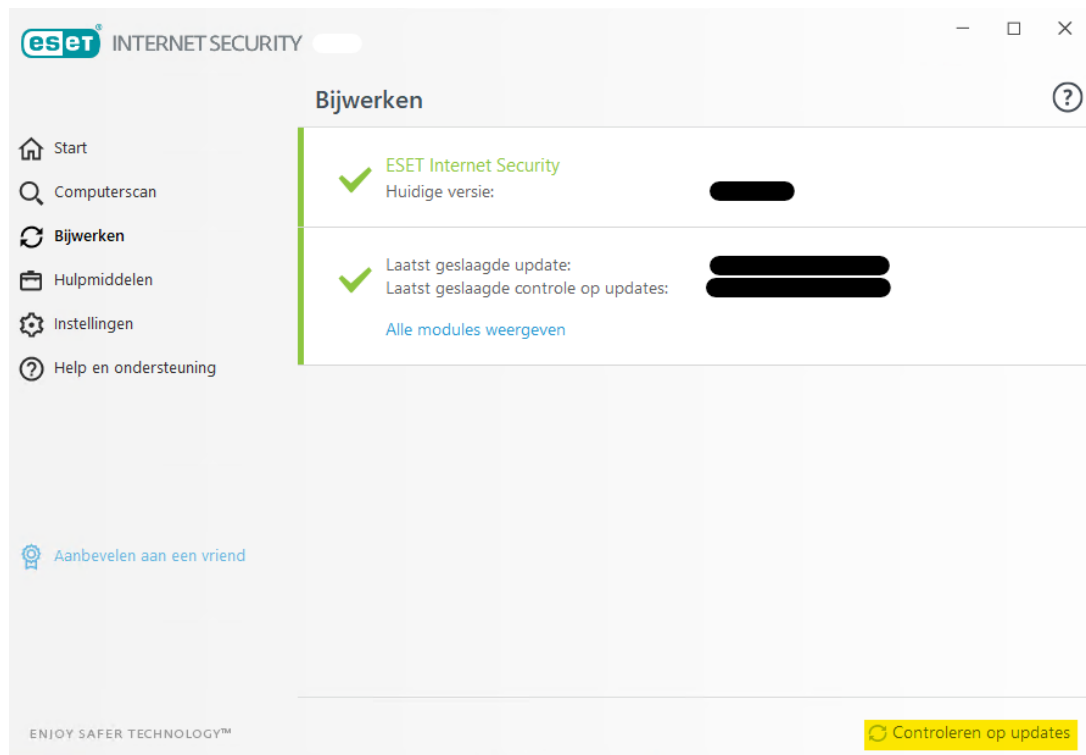 eseT® INTERNET SECURITY
Bijwerken
Start
Computerscan
Bijwerken
Hulpmiddelen
Instellingen
Help en ondersteuning
Aanbevelen aan een vriend
ESET Internet Security
Huidige versie:
Laatst geslaagde update:
Laatst geslaagde controle op updates:
Alle modules weergeven
ENJOY SAFER TECHNOLOGY™
Controleren op updates